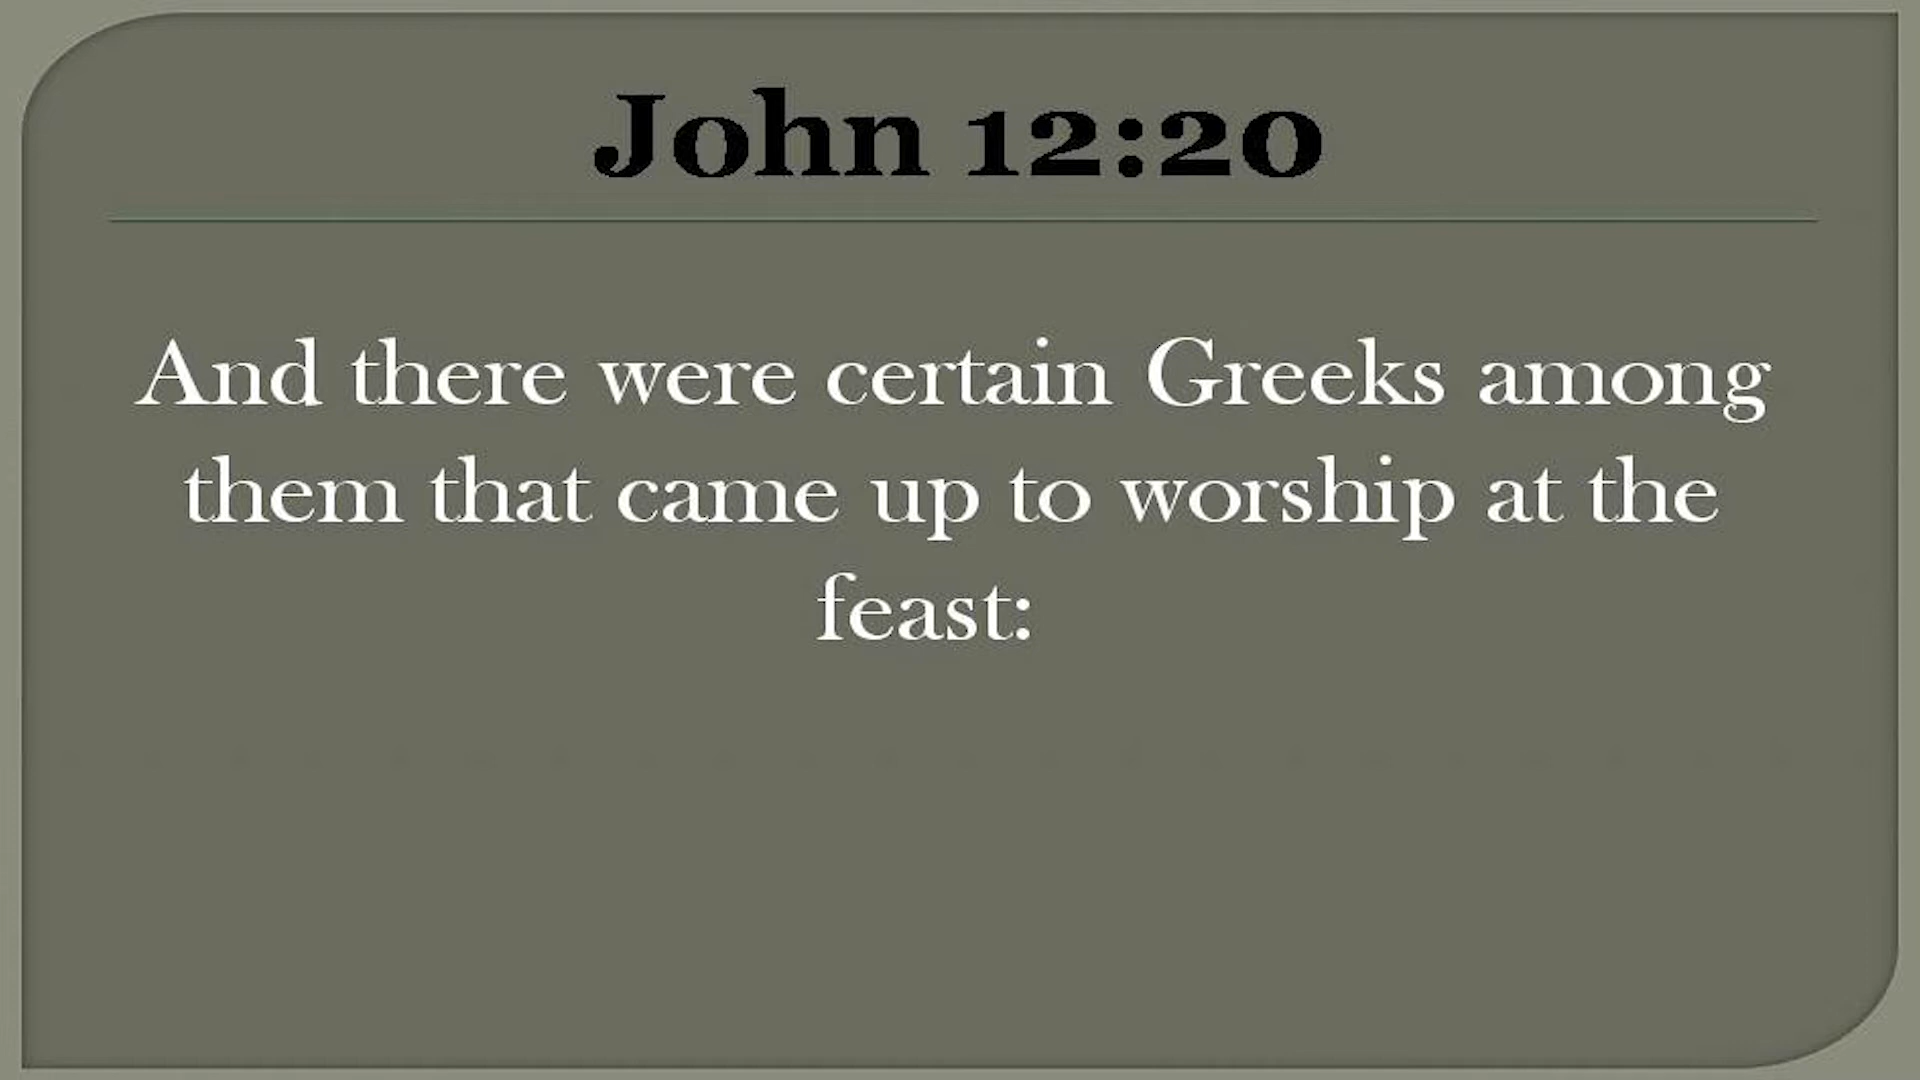 John 12:20
And there were certain Greeks among
them that came up to worship at the
feast: